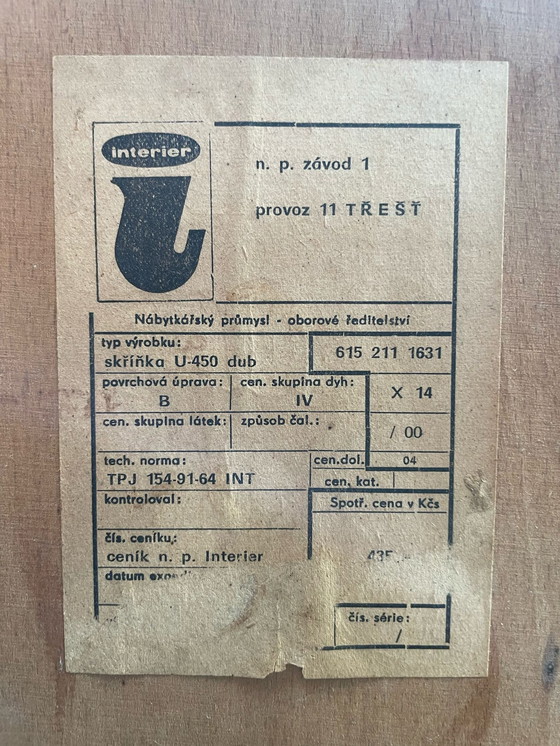 interier
n. p. závod 1
provoz 11 TŘEŠŤ
Nábytkářský průmysl - oborové ředitelství
typ výrobku:
skříňka U-450 dub
615 211 1631
povrchová úprava:
B
cen. skupina dyh:
IV
X 14
cen. skupina látek:
způsob čal.:
/ 00
tech. norma:
TPJ 154-91-64 INT
cen.dol.
04
cen. kat.
kontroloval:
Spotř. cena v Kčs
čís. ceníku:
ceník n. p. Interier
435
datum
čís. série:
/